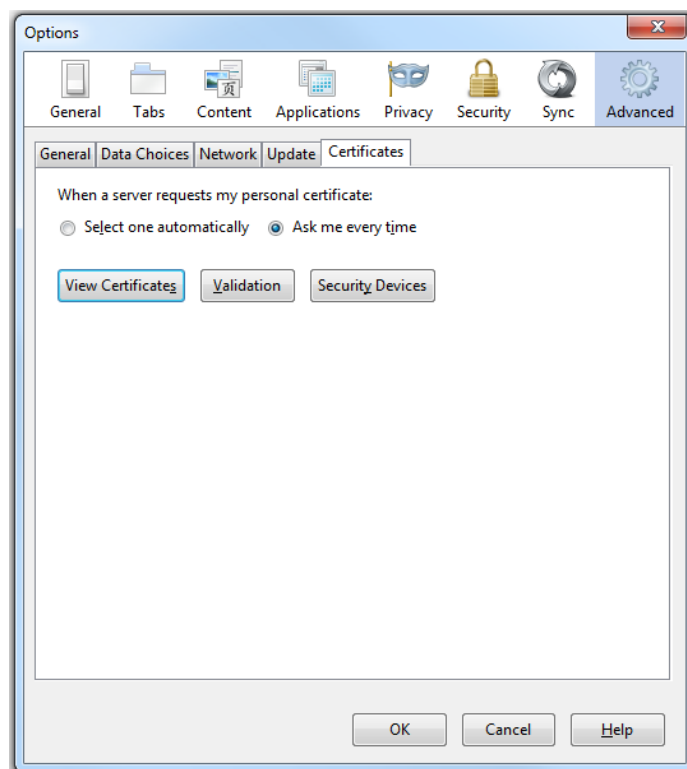 Options
General Tabs Content Applications Privacy Security Sync Advanced
General Data Choices Network Update Certificates
When a server requests my personal certificate:
Select one automatically Ask me every time
View Certificates Validation Security Devices
OK Cancel Help